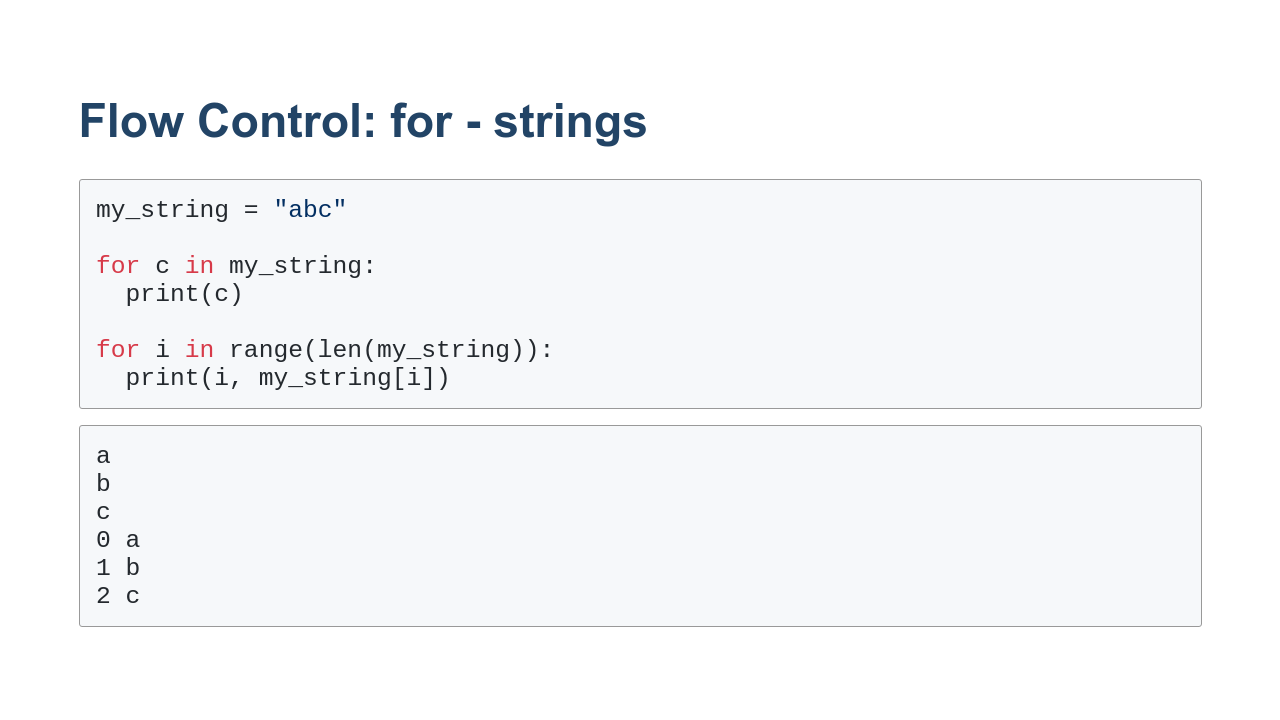 Flow Control: for - strings
my_string = "abc"
for c in my_string:
  print(c)
for i in range(len(my_string)):
  print(i, my_string[i])
a
b
c
0 a
1 b
2 c